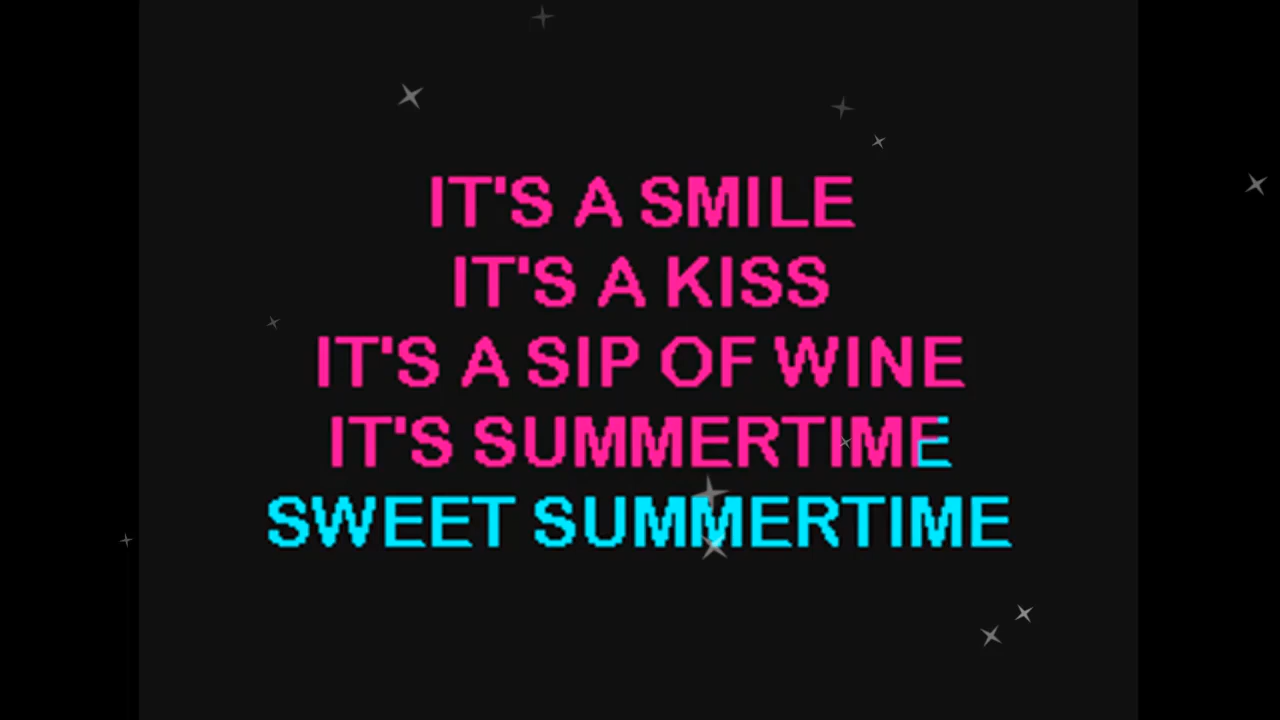 IT'S A SMILE
IT'S A KISS
IT'S A SIP OF WINE
IT'S SUMMERTIME
SWEET SUMMERTIME